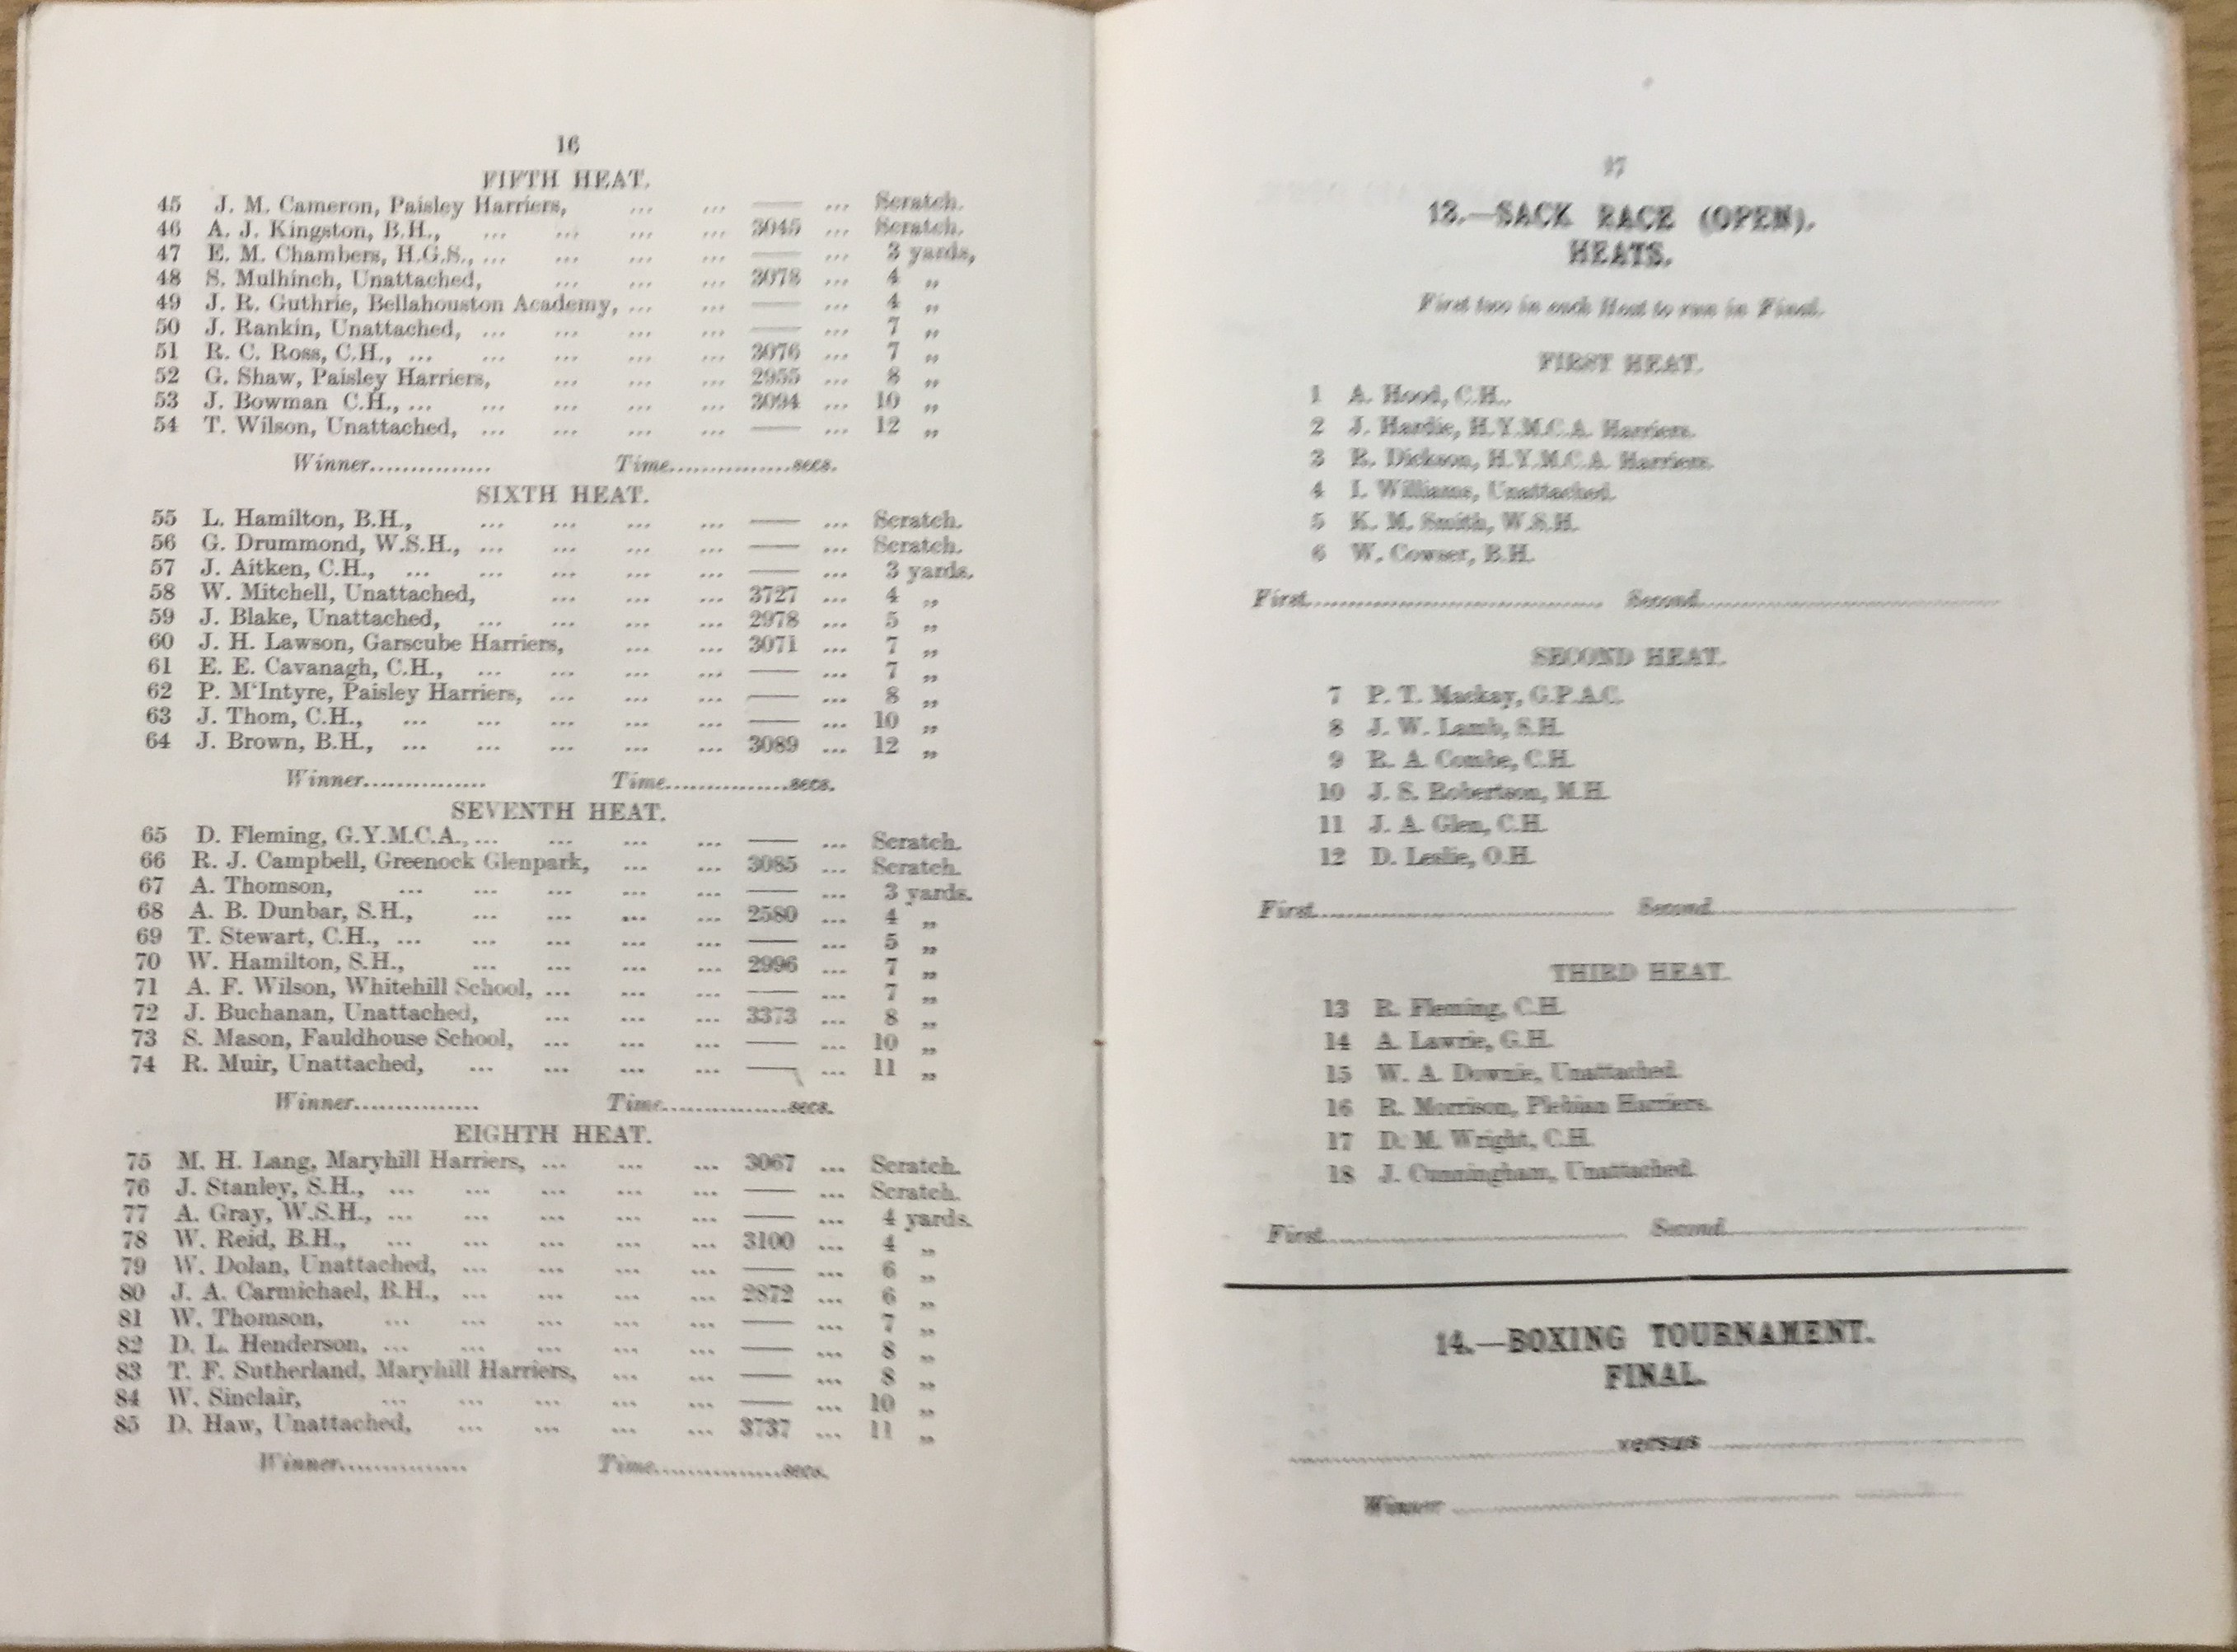 16
FIFTH HEAT.
45 J. M. Cameron, Paisley Harriers, ... ... —— ... Scratch.
46 A. J. Kingston, B.H., ... ... ... ... 3045 ... Scratch.
47 E. M. Chambers, H.G.S., ... ... ... ... —— ... 3 yards,
48 S. Mulhinch, Unattached, ... ... ... 3078 ... 4 „
49 J. R. Guthrie, Bellahouston Academy, ... ... —— ... 4 „
50 J. Rankin, Unattached, ... ... ... ... —— ... 7 „
51 R. C. Ross, C.H., ... ... ... ... ... 3076 ... 7 „
52 G. Shaw, Paisley Harriers, ... ... ... 2955 ... 8 „
53 J. Bowman C.H., ... ... ... ... ... 3094 ... 10 „
54 T. Wilson, Unattached, ... ... ... ... —— ... 12 „
Winner............... Time...............secs.
SIXTH HEAT.
55 L. Hamilton, B.H., ... ... ... ... —— ... Scratch.
56 G. Drummond, W.S.H., ... ... ... ... —— ... Scratch.
57 J. Aitken, C.H., ... ... ... ... ... —— ... 3 yards.
58 W. Mitchell, Unattached, ... ... ... 3727 ... 4 „
59 J. Blake, Unattached, ... ... ... ... 2978 ... 5 „
60 J. H. Lawson, Garscube Harriers, ... ... 3071 ... 7 „
61 E. E. Cavanagh, C.H., ... ... ... ... —— ... 7 „
62 P. M‘Intyre, Paisley Harriers, ... ... ... —— ... 8 „
63 J. Thom, C.H., ... ... ... ... ... —— ... 10 „
64 J. Brown, B.H., ... ... ... ... ... 3089 ... 12 „
Winner............... Time...............secs.
SEVENTH HEAT.
65 D. Fleming, G.Y.M.C.A., ... ... ... ... —— ... Scratch.
66 R. J. Campbell, Greenock Glenpark, ... ... 3085 ... Scratch.
67 A. Thomson, ... ... ... ... ... —— ... 3 yards.
68 A. B. Dunbar, S.H., ... ... ... ... 2580 ... 4 „
69 T. Stewart, C.H., ... ... ... ... ... —— ... 5 „
70 W. Hamilton, S.H., ... ... ... ... 2996 ... 7 „
71 A. F. Wilson, Whitehill School, ... ... ... —— ... 7 „
72 J. Buchanan, Unattached, ... ... ... 3373 ... 8 „
73 S. Mason, Fauldhouse School, ... ... ... —— ... 10 „
74 R. Muir, Unattached, ... ... ... ... —— ... 11 „
Winner............... Time...............secs.
EIGHTH HEAT.
75 M. H. Lang, Maryhill Harriers, ... ... ... 3067 ... Scratch.
76 J. Stanley, S.H., ... ... ... ... ... —— ... Scratch.
77 A. Gray, W.S.H., ... ... ... ... ... —— ... 4 yards.
78 W. Reid, B.H., ... ... ... ... ... 3100 ... 4 „
79 W. Dolan, Unattached, ... ... ... ... —— ... 6 „
80 J. A. Carmichael, B.H., ... ... ... ... 2872 ... 6 „
81 W. Thomson, ... ... ... ... ... —— ... 7 „
82 D. L. Henderson, ... ... ... ... ... —— ... 8 „
83 T. F. Sutherland, Maryhill Harriers, ... ... —— ... 8 „
84 W. Sinclair, ... ... ... ... ... —— ... 10 „
85 D. Haw, Unattached, ... ... ... ... 3737 ... 11 „
Winner............... Time...............secs.
13.—SACK RACE (OPEN).
HEATS.
First two in each Heat to run in Final.
FIRST HEAT.
1 A. Hood, C.H..
2 J. Hardie, H.Y.M.C.A. Harriers.
3 R. Dickson, H.Y.M.C.A. Harriers.
4 I. Williams, Unattached.
5 K. M. Smith, W.S.H.
6 W. Cowser, B.H.
First.................... Second....................
SECOND HEAT.
7 P. T. Mackay, G.P.A.C.
8 J. W. Lamb, S.H.
9 R. A. Combe, C.H.
10 J. S. Robertson, M.H.
11 J. A. Glen, C.H.
12 D. Leslie, O.H.
First.................... Second....................
THIRD HEAT.
13 R. Fleming, C.H.
14 A. Lawrie, G.H.
15 W. A. Downie, Unattached.
16 R. Morrison, Plebian Harriers.
17 D. M. Wright, C.H.
18 J. Cunningham, Unattached.
First.................... Second....................
14.—BOXING TOURNAMENT.
FINAL.
....................versus....................
Winner ....................